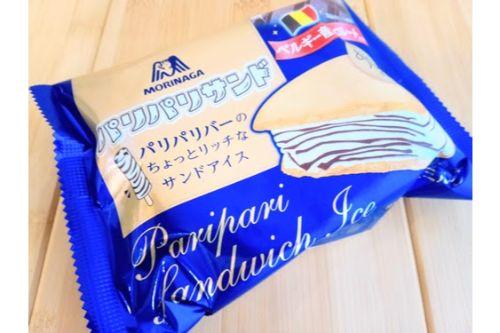 MORINAGA
パリパリサンド
パリパリバーの
ちょっとリッチな
サンドアイス
Paripari
Sandwich Ice